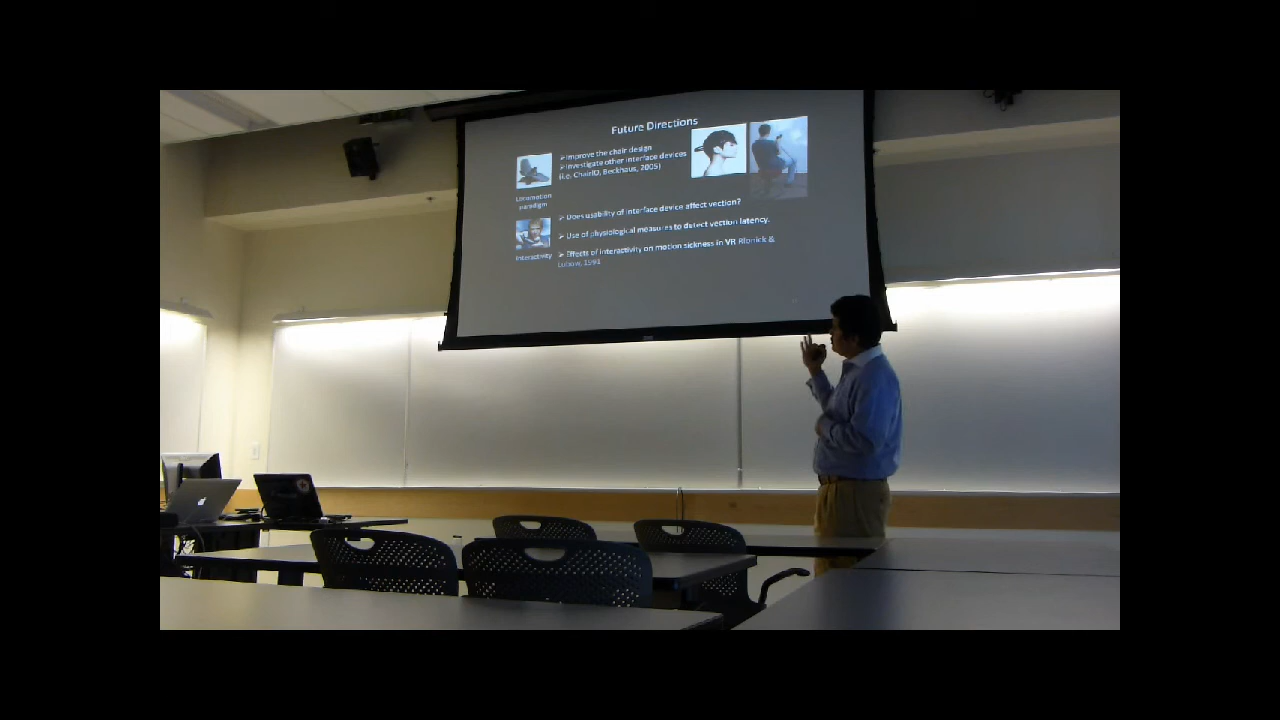 Future Directions
➢Improve the chair design
➢Investigate other interface devices
(i.e. ChairIO, Beckhaus, 2005)
Locomotion
paradigm
➢ Does usability of interface device affect vection?
➢ Use of physiological measures to detect vection latency.
➢ Effects of interactivity on motion sickness in VR
Interactivity
1991